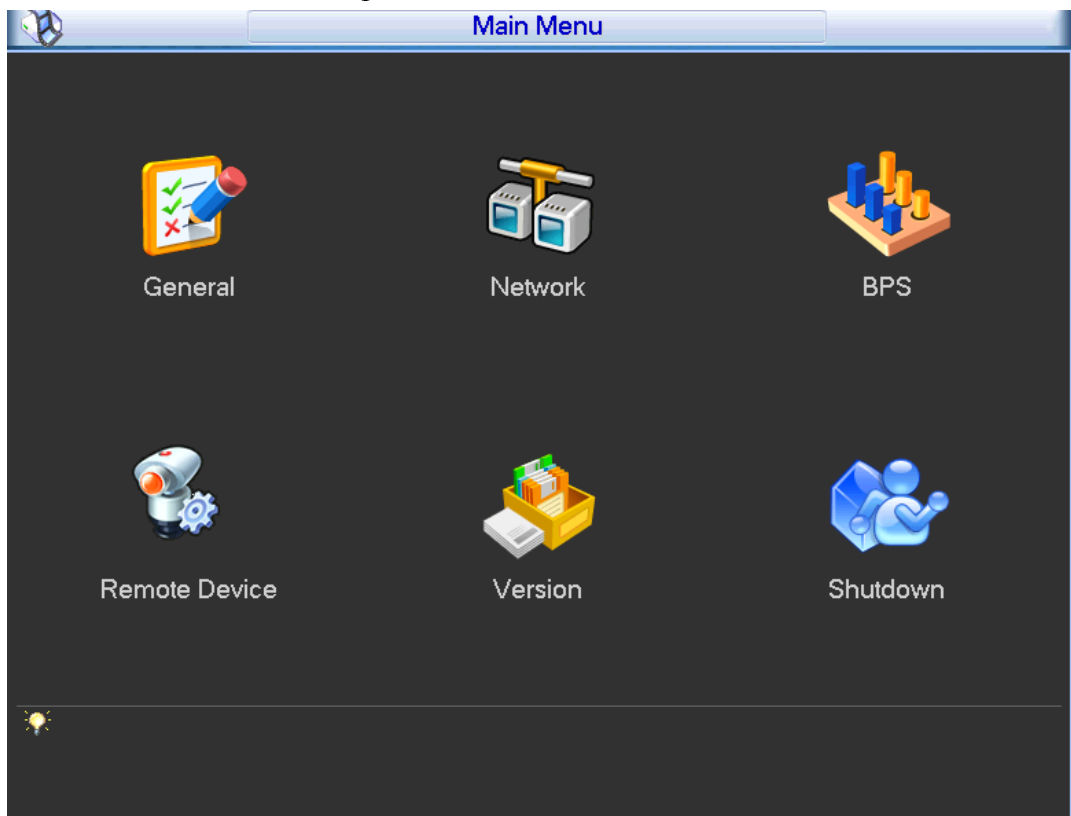 Main Menu
General
Network
BPS
Remote Device
Version
Shutdown